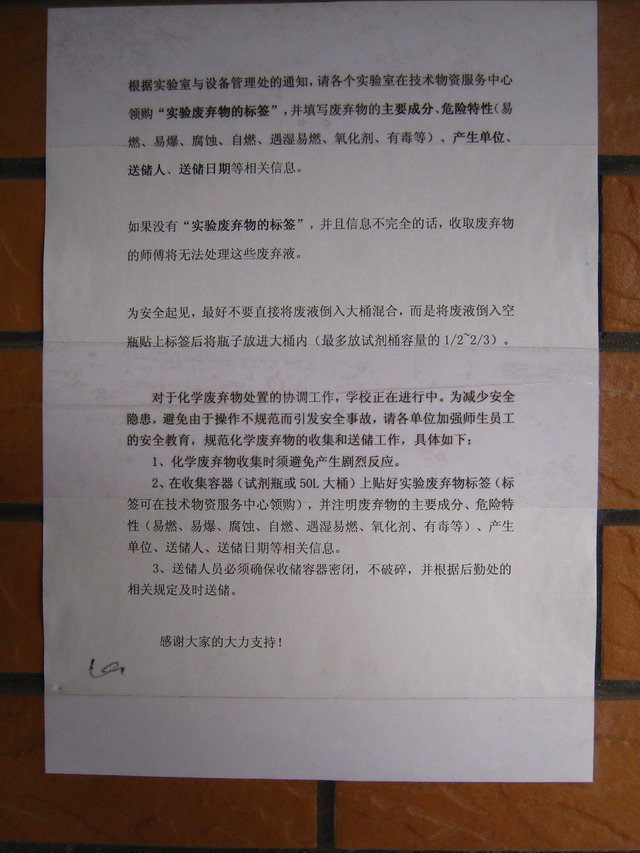 根据实验室与设备管理处的通知，请各个实验室在技术物资服务中心
领购“实验废弃物的标签”，并填写废弃物的主要成分、危险特性（易
燃、易爆、腐蚀、自燃、遇湿易燃、氧化剂、有毒等）、产生单位、
送储人、送储日期等相关信息。
如果没有“实验废弃物的标签”，并且信息不完全的话，收取废弃物
的师傅将无法处理这些废弃液。
为安全起见，最好不要直接将废液倒入大桶混合，而是将废液倒入空
瓶贴上标签后将瓶子放进大桶内（最多放试剂桶容量的 1/2~2/3）。
对于化学废弃物处置的协调工作，学校正在进行中。为减少安全
隐患，避免由于操作不规范而引发安全事故，请各单位加强师生员工
的安全教育，规范化学废弃物的收集和送储工作，具体如下：
1、化学废弃物收集时须避免产生剧烈反应。
2、在收集容器（试剂瓶或 50L 大桶）上贴好实验废弃物标签（标
签可在技术物资服务中心领购），并注明废弃物的主要成分、危险特
性（易燃、易爆、腐蚀、自燃、遇湿易燃、氧化剂、有毒等）、产生
单位、送储人、送储日期等相关信息。
3、送储人员必须确保收储容器密闭，不破碎，并根据后勤处的
相关规定及时送储。
感谢大家的大力支持！